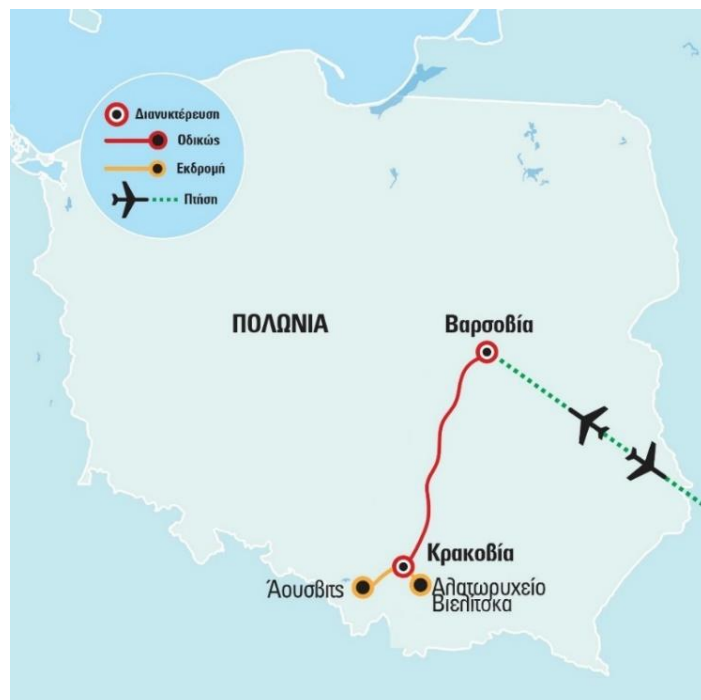 Διανυκτέρευση
Οδικώς
Εκδρομή
Πτήση
ΠΟΛΩΝΙΑ
Βαρσοβία
Κρακοβία
Άουσβιτς
Αλατωρυχείο
Βιελίτσκα